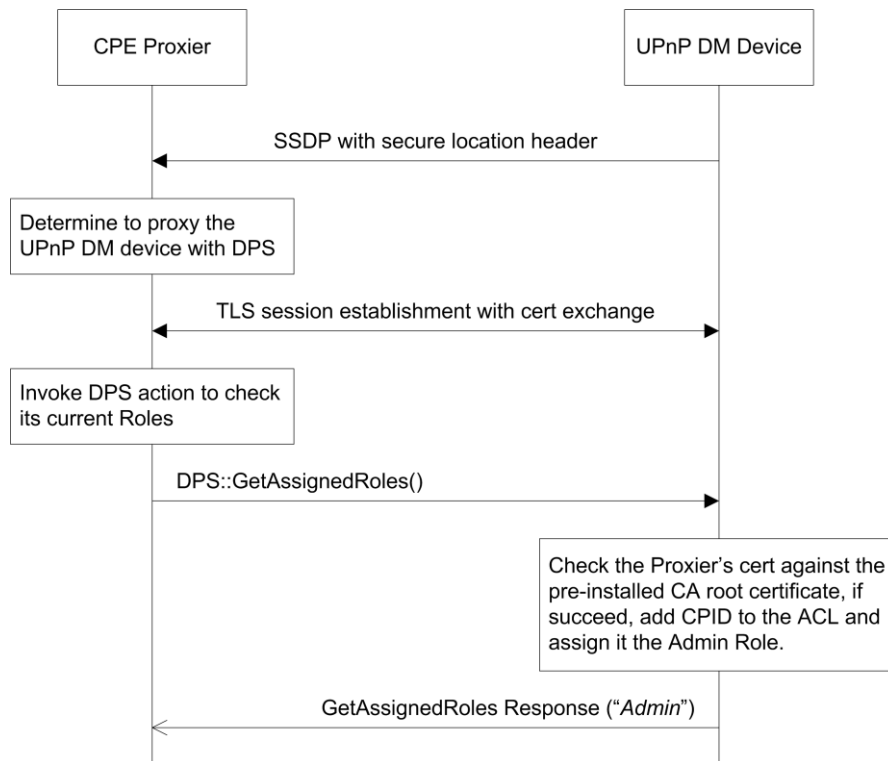 CPE Proxier
UPnP DM Device
SSDP with secure location header
Determine to proxy the
UPnP DM device with DPS
TLS session establishment with cert exchange
Invoke DPS action to check
its current Roles
DPS::GetAssignedRoles()
Check the Proxier's cert against the
pre-installed CA root certificate, if
succeed, add CPID to the ACL and
assign it the Admin Role.
GetAssignedRoles Response (“Admin”)